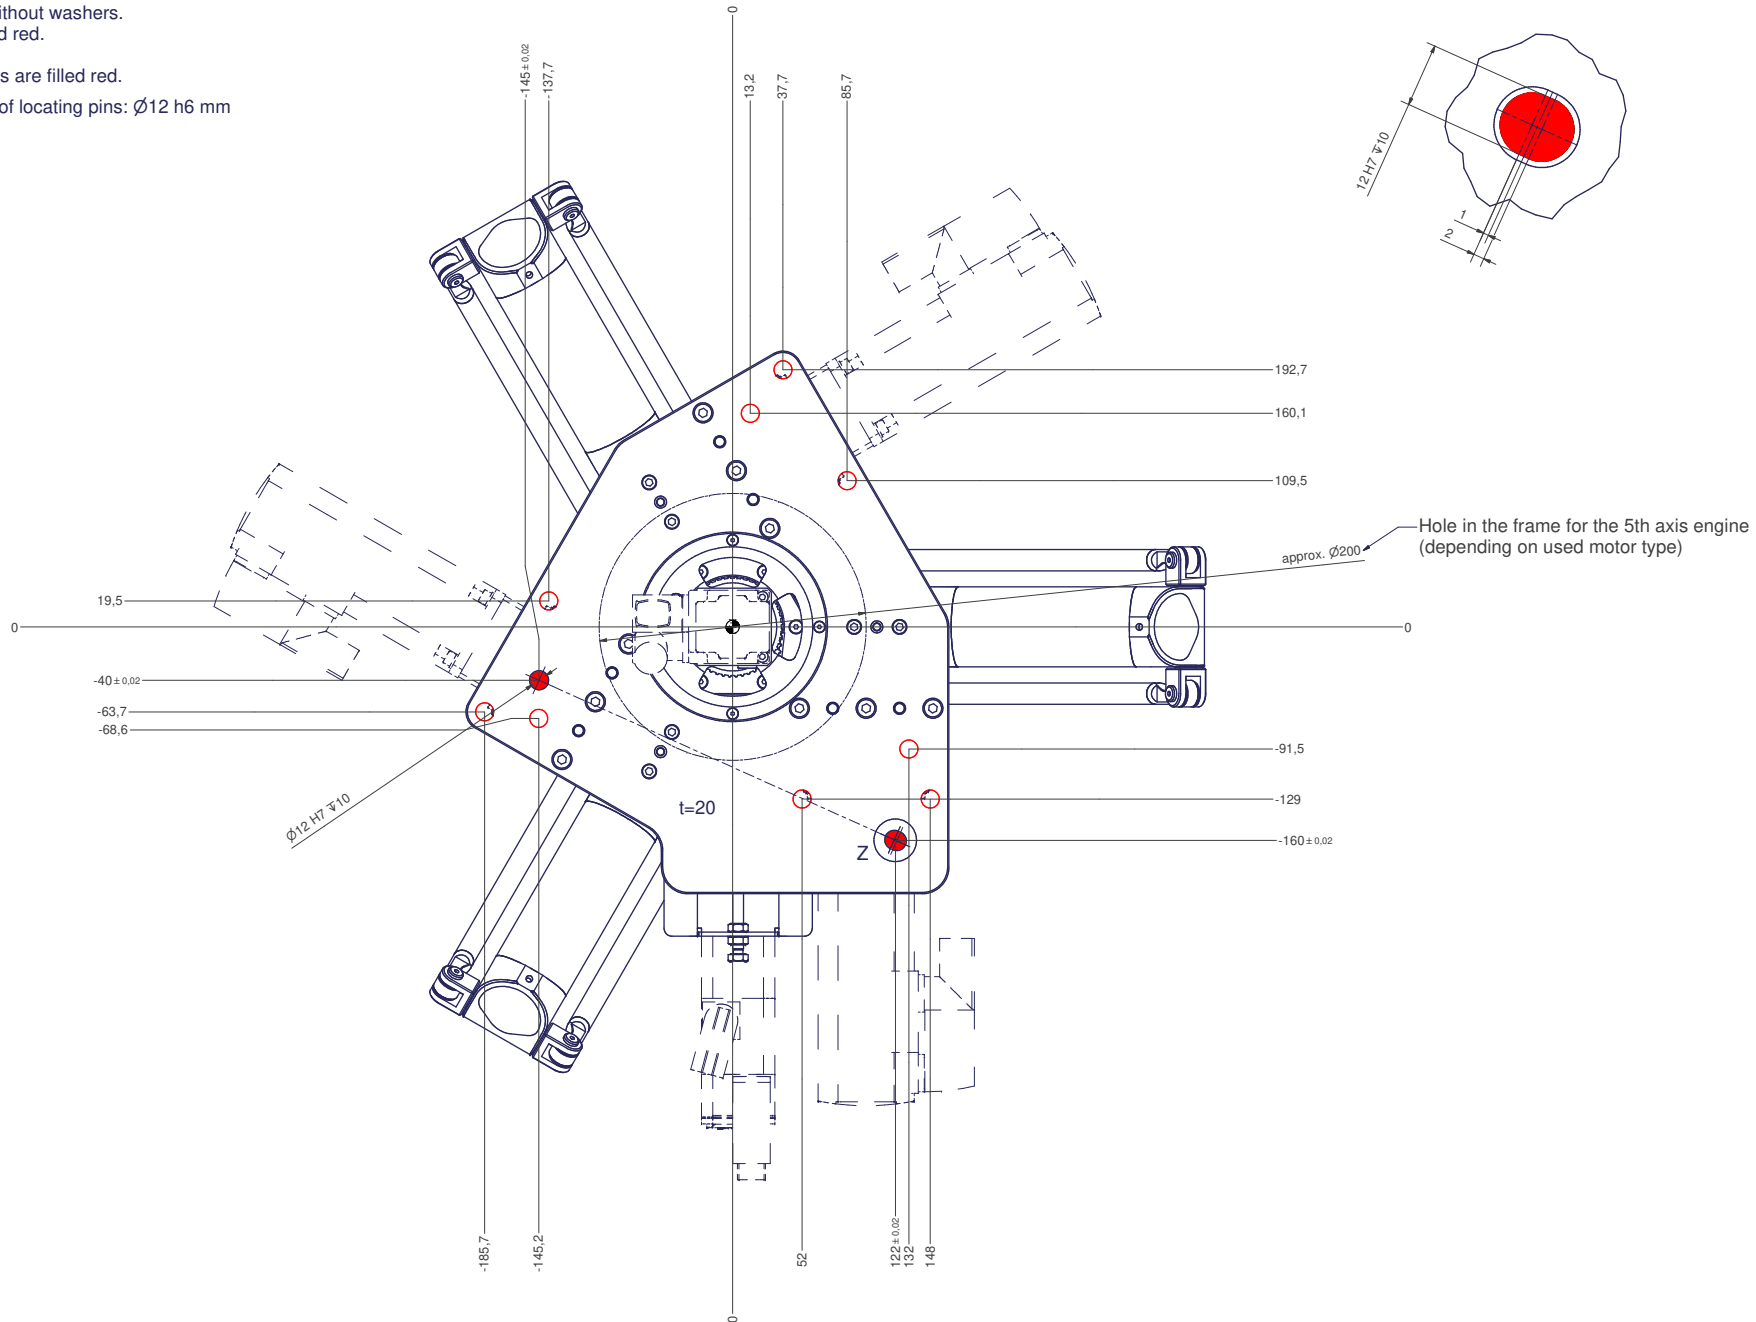 ithout washers.
d red.
s are filled red.
of locating pins: Ø12 h6 mm
0
-145±0,02
-137,7
13,2
37,7
85,7
12 H7 ↧10
1
2
192,7
160,1
109,5
Hole in the frame for the 5th axis engine
(depending on used motor type)
approx. Ø200
19,5
0
0
-40±0,02
-63,7
-68,6
-91,5
-129
-160±0,02
Ø12 H7 ↧10
t=20
Z
-185,7
-145,2
52
122±0,02
132
148
0